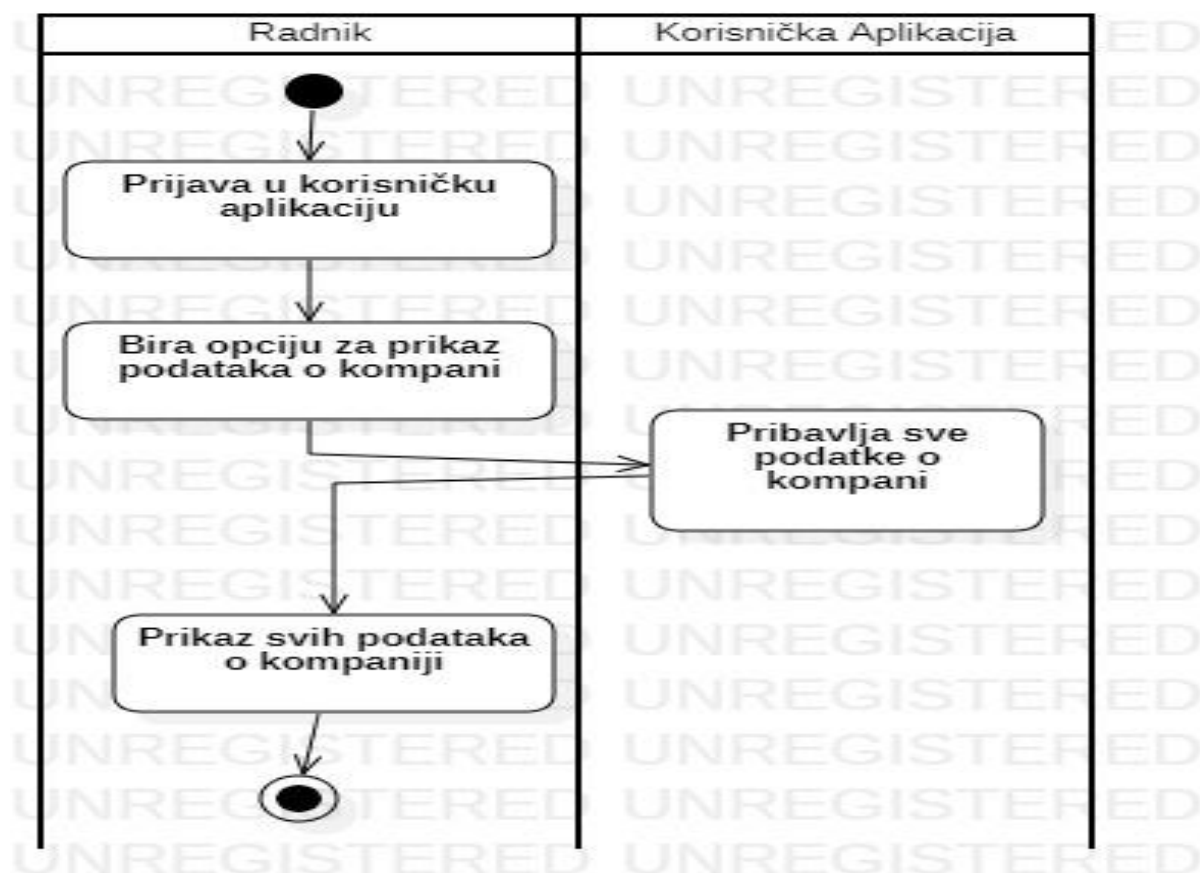 Radnik
Korisnička Aplikacija
Prijava u korisničku
aplikaciju
Bira opciju za prikaz
podataka o kompani
Pribavlja sve
podatke o
kompani
Prikaz svih podataka
o kompaniji
UNREGISTERED UNREGISTERED